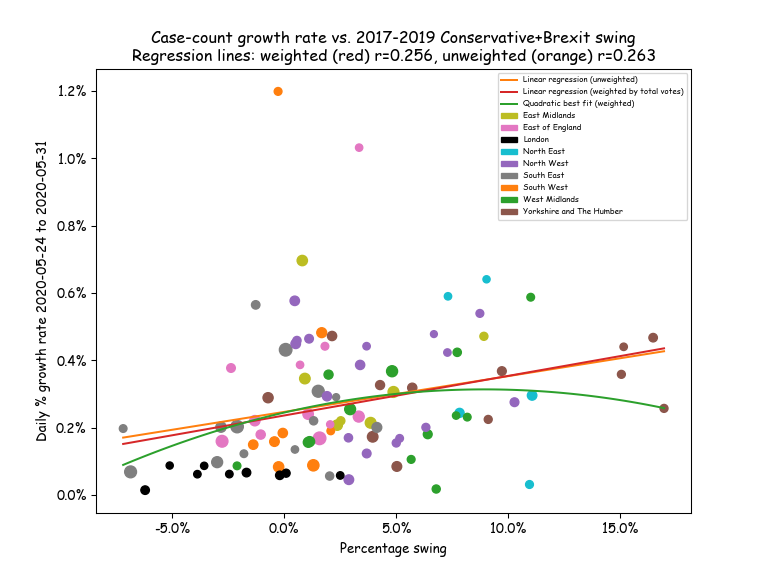 Case-count growth rate vs. 2017-2019 Conservative+Brexit swing
Regression lines: weighted (red) r=0.256, unweighted (orange) r=0.263
Linear regression (unweighted)
Linear regression (weighted by total votes)
Quadratic best fit (weighted)
East Midlands
East of England
London
North East
North West
South East
South West
West Midlands
Yorkshire and The Humber
Daily % growth rate 2020-05-24 to 2020-05-31
1.2%
1.0%
0.8%
0.6%
0.4%
0.2%
0.0%
-5.0% 0.0% 5.0% 10.0% 15.0%
Percentage swing